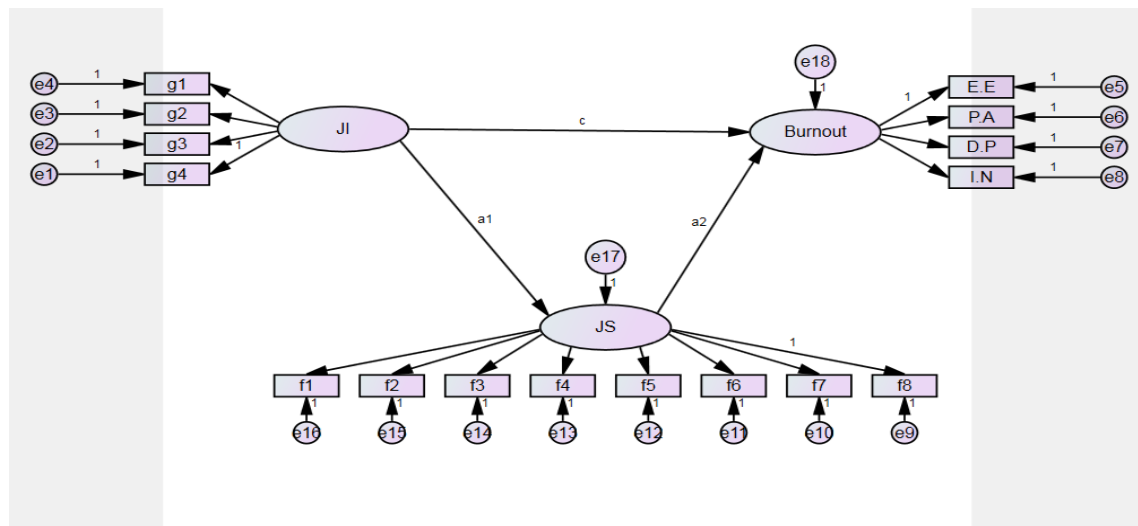 e18
e4 1 g1
1 E.E 1 e5
e3 1 g2
JI c Burnout
P.A 1 e6
e2 1 g3
1 D.P 1 e7
e1 1 g4
I.N 1 e8
a1 a2
e17
1
JS
1
f1 f2 f3 f4 f5 f6 f7 f8
1 1 1 1 1 1 1 1
e16 e15 e14 e13 e12 e11 e10 e9